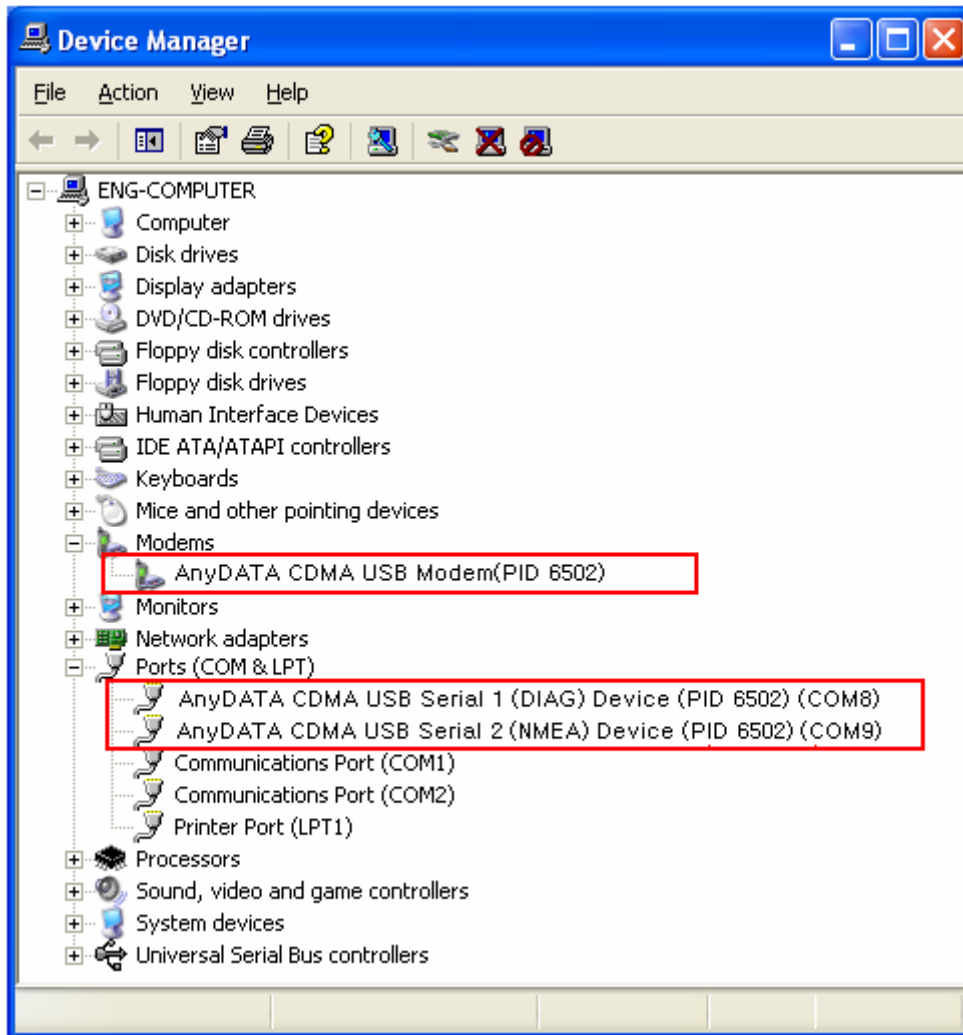 Device Manager
File Action View Help
ENG-COMPUTER
Computer
Disk drives
Display adapters
DVD/CD-ROM drives
Floppy disk controllers
Floppy disk drives
Human Interface Devices
IDE ATA/ATAPI controllers
Keyboards
Mice and other pointing devices
Modems
AnyDATA CDMA USB Modem(PID 6502)
Monitors
Network adapters
Ports (COM & LPT)
AnyDATA CDMA USB Serial 1 (DIAG) Device (PID 6502) (COM8)
AnyDATA CDMA USB Serial 2 (NMEA) Device (PID 6502) (COM9)
Communications Port (COM1)
Communications Port (COM2)
Printer Port (LPT1)
Processors
Sound, video and game controllers
System devices
Universal Serial Bus controllers